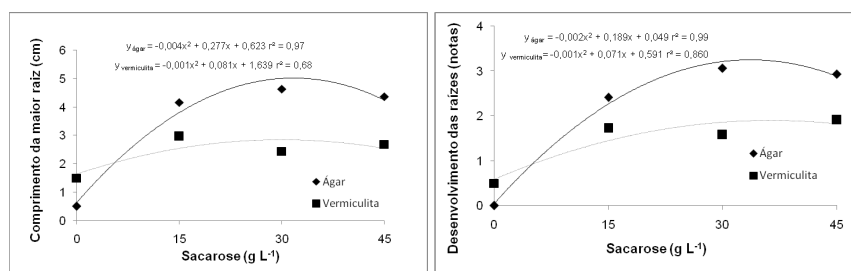 y ágar = -0,004x² + 0,277x + 0,623 r² = 0,97
y vermiculita = -0,001x² + 0,081x + 1,639 r² = 0,68
Comprimento da maior raiz (cm)
6
5
4
3
2
1
0
Ágar
Vermiculita
0 15 30 45
Sacarose (g L⁻¹)
y ágar = -0,002x² + 0,189x + 0,049 r² = 0,99
y vermiculita = -0,001x² + 0,071x + 0,591 r² = 0,860
Desenvolvimento das raízes (notas)
4
3
2
1
0
Ágar
Vermiculita
0 15 30 45
Sacarose (g L⁻¹)